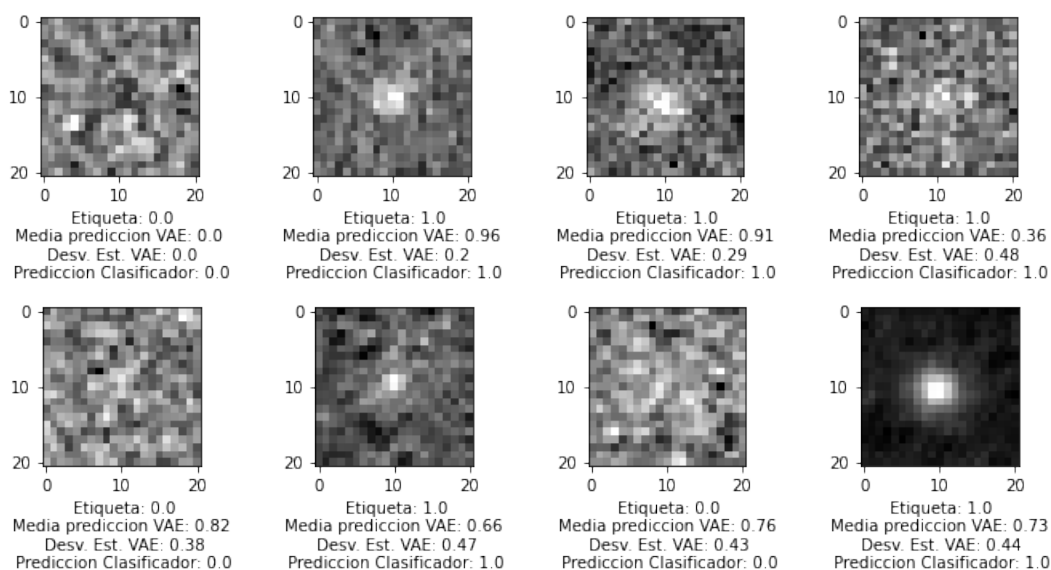 0
10
20
0 10 20
Etiqueta: 0.0
Media prediccion VAE: 0.0
Desv. Est. VAE: 0.0
Prediccion Clasificador: 0.0
0
10
20
0 10 20
Etiqueta: 1.0
Media prediccion VAE: 0.96
Desv. Est. VAE: 0.2
Prediccion Clasificador: 1.0
0
10
20
0 10 20
Etiqueta: 1.0
Media prediccion VAE: 0.91
Desv. Est. VAE: 0.29
Prediccion Clasificador: 1.0
0
10
20
0 10 20
Etiqueta: 1.0
Media prediccion VAE: 0.36
Desv. Est. VAE: 0.48
Prediccion Clasificador: 1.0
0
10
20
0 10 20
Etiqueta: 0.0
Media prediccion VAE: 0.82
Desv. Est. VAE: 0.38
Prediccion Clasificador: 0.0
0
10
20
0 10 20
Etiqueta: 1.0
Media prediccion VAE: 0.66
Desv. Est. VAE: 0.47
Prediccion Clasificador: 1.0
0
10
20
0 10 20
Etiqueta: 0.0
Media prediccion VAE: 0.76
Desv. Est. VAE: 0.43
Prediccion Clasificador: 0.0
0
10
20
0 10 20
Etiqueta: 1.0
Media prediccion VAE: 0.73
Desv. Est. VAE: 0.44
Prediccion Clasificador: 1.0